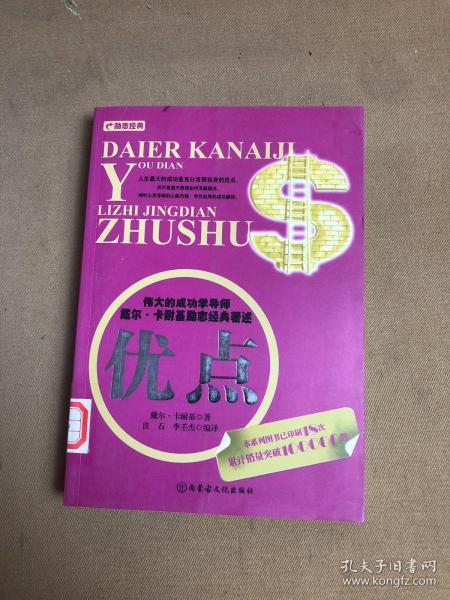 励志经典
DAIER KANAIJI
YOU DIAN
人生最大的成功是充分发挥自身的优点,
LIZHI JINGDIAN
ZHUSHU
伟大的成功学导师
戴尔·卡耐基励志经典著述
优点
戴尔·卡耐基◎著
良石 李壬杰◎编译
本系列图书已印刷18次
累计销量突破100000册
内蒙古文化出版社
孔夫子旧书网
www.kongfz.com